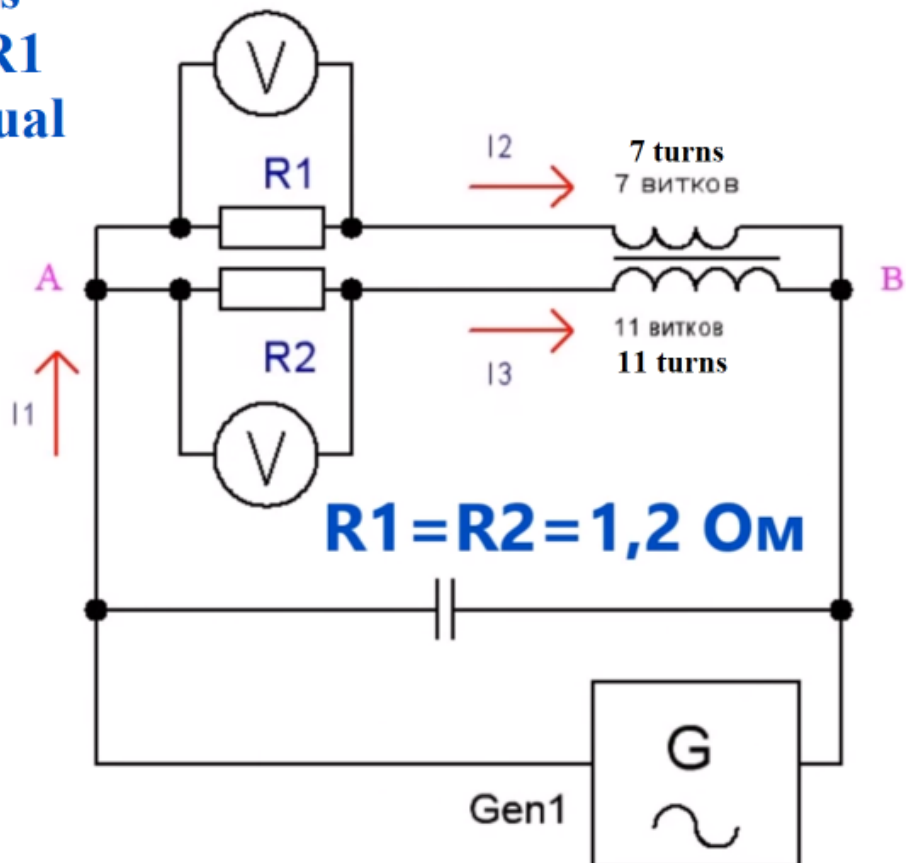 R1
ual
V
R1
I2
7 turns
7 витков
A
B
R2
I3
11 витков
11 turns
I1
V
R1=R2=1,2 Ом
G
Gen1